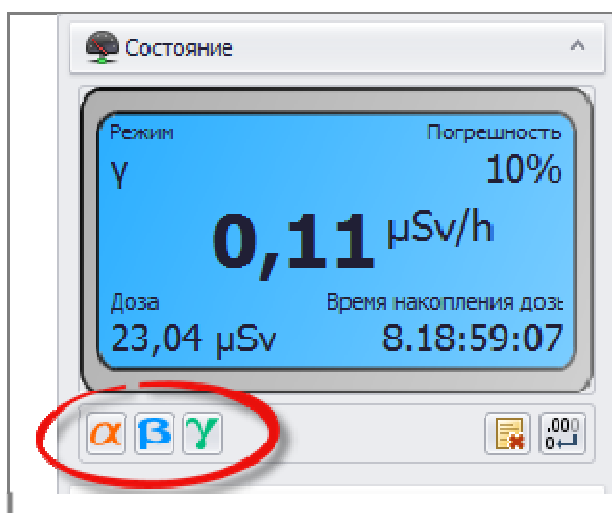 Состояние
Режим Погрешность
γ 10%
0,11 µSv/h
Доза Время накопления дозы
23,04 µSv 8.18:59:07
α β γ
.000
0